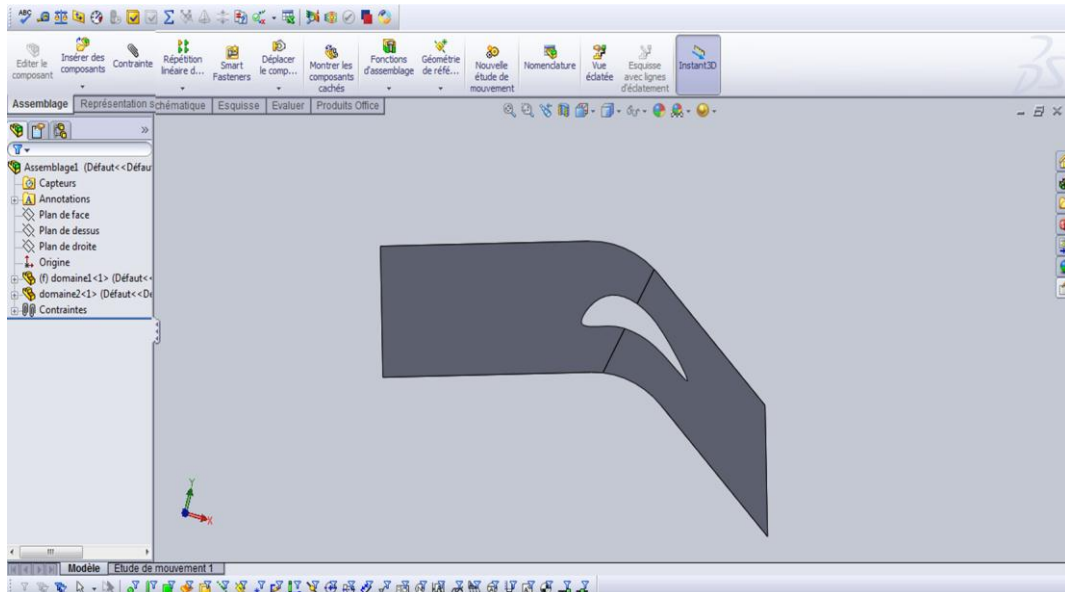 ABC
Editer le composant
Insérer des composants
Contrainte
Répétition linéaire d...
Smart Fasteners
Déplacer le comp...
Montrer les composants cachés
Fonctions d'assemblage
Géométrie de réfé...
Nouvelle étude de mouvement
Nomenclature
Vue éclatée
Esquisse avec lignes d'éclatement
Instant3D
Assemblage Représentation schématique Esquisse Evaluer Produits Office
Assemblage1 (Défaut<<Défau
Capteurs
A Annotations
Plan de face
Plan de dessus
Plan de droite
Origine
(f) domaine1<1> (Défaut<<
domaine2<1> (Défaut<<De
Contraintes
Y
X
Modèle Etude de mouvement 1